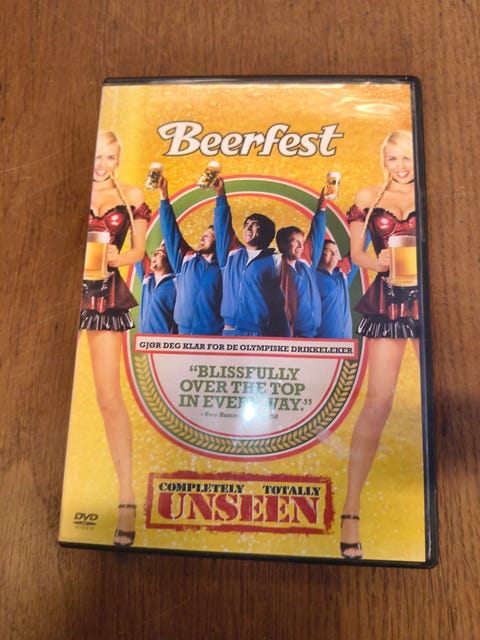 Beerfest
GJØR DEG KLAR FOR DE OLYMPISKE DRIKKELEKER
“BLISSFULLY
OVER THE TOP
IN EVERY WAY.”
COMPLETELY TOTALLY
UNSEEN
DVD
VIDEO